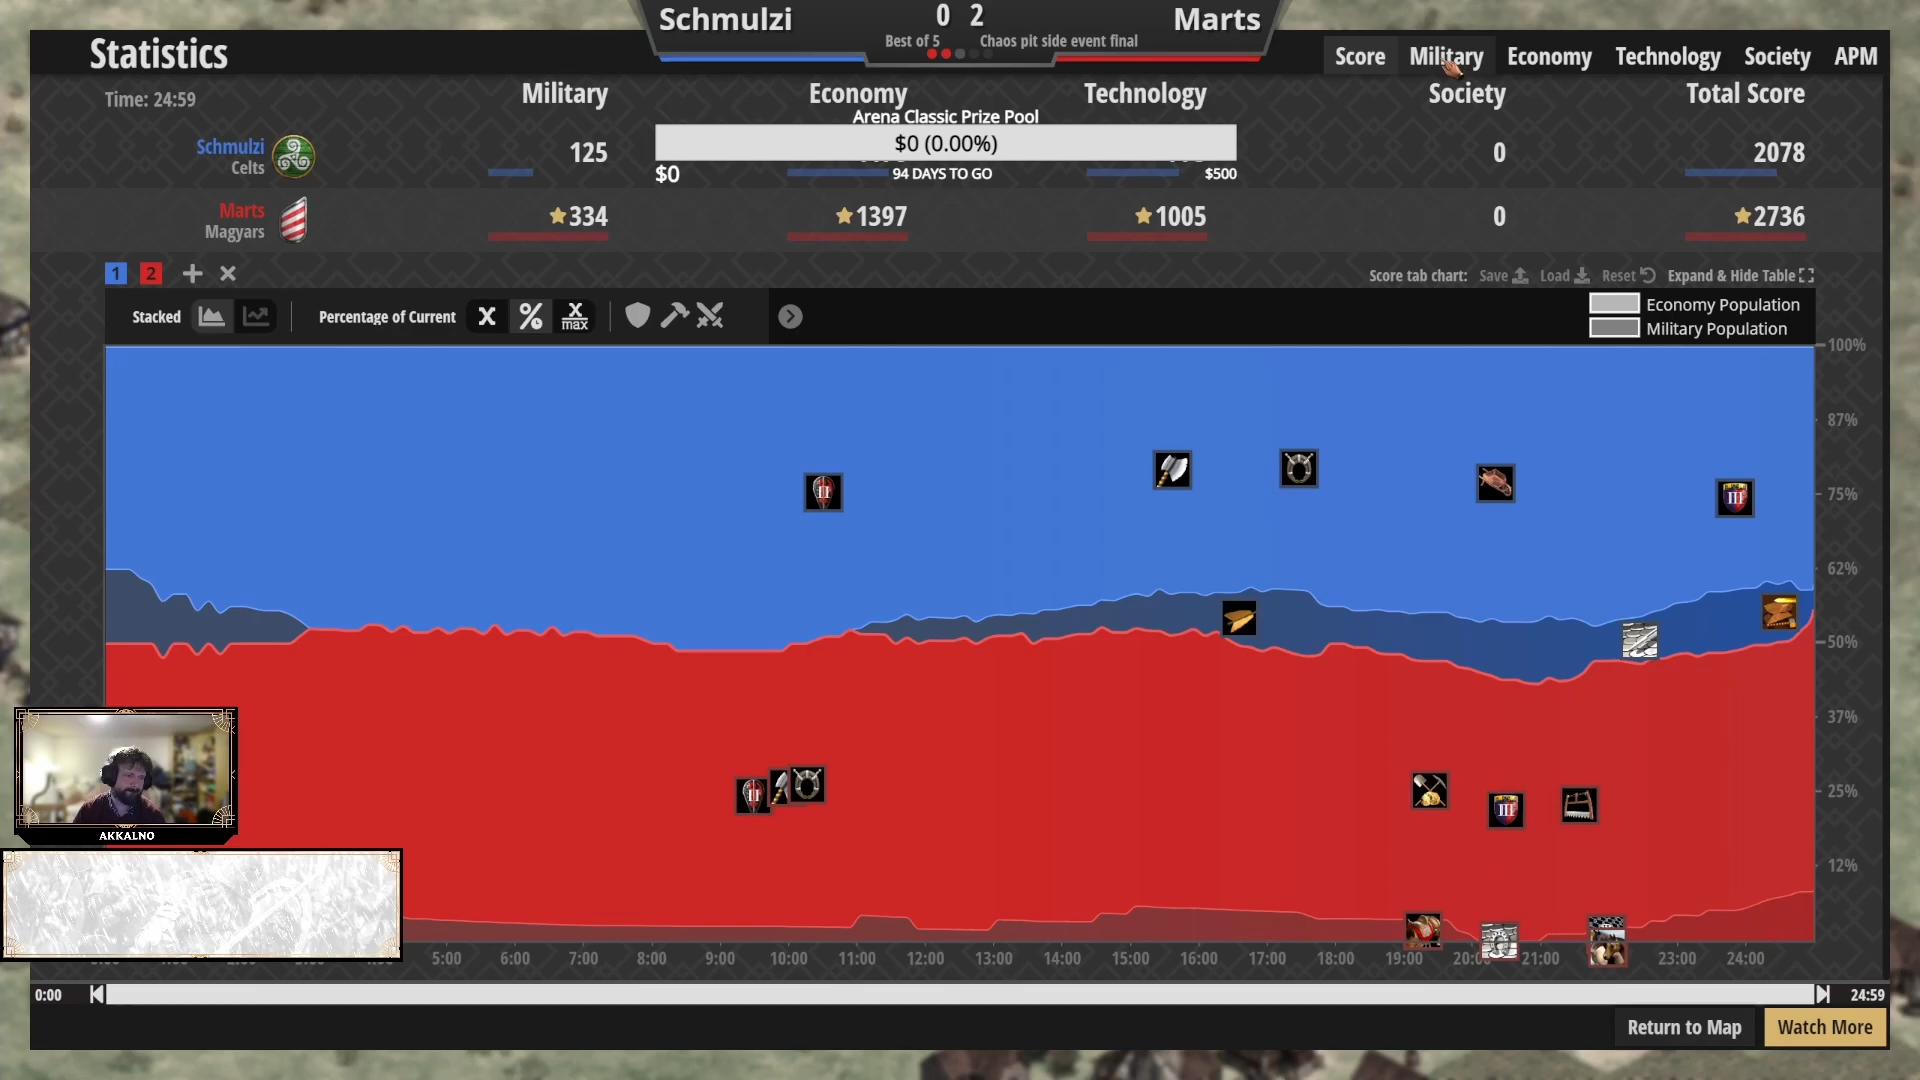 Schmulzi
0 2
Marts
Best of 5
Chaos pit side event final
Statistics
Score
Military
Economy
Technology
Society
APM
Time: 24:59
Military
Economy
Technology
Society
Total Score
Arena Classic Prize Pool
$0 (0.00%)
$0
94 DAYS TO GO
$500
Schmulzi
Celts
125
0
2078
Marts
Magyars
334
1397
1005
0
2736
1
2
Score tab chart:
Save
Load
Reset
Expand & Hide Table
Stacked
Percentage of Current
X
%
X
max
Economy Population
Military Population
100%
87%
75%
62%
50%
37%
25%
12%
II
III
II
III
AKKALNO
5:00
6:00
7:00
8:00
9:00
10:00
11:00
12:00
13:00
14:00
15:00
16:00
17:00
18:00
19:00
21:00
23:00
24:00
0:00
24:59
Return to Map
Watch More